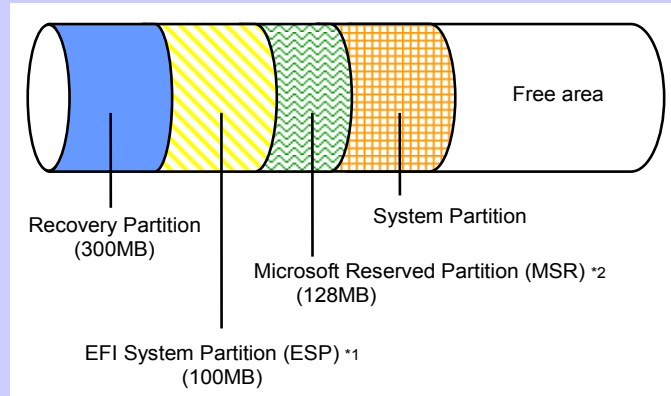 Free area
System Partition
Recovery Partition
(300MB)
Microsoft Reserved Partition (MSR) *2
(128MB)
EFI System Partition (ESP) *1
(100MB)